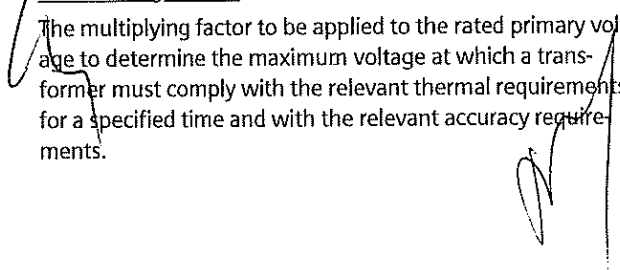 The multiplying factor to be applied to the rated primary vol
age to determine the maximum voltage at which a trans-
former must comply with the relevant thermal requirements
for a specified time and with the relevant accuracy require-
ments.